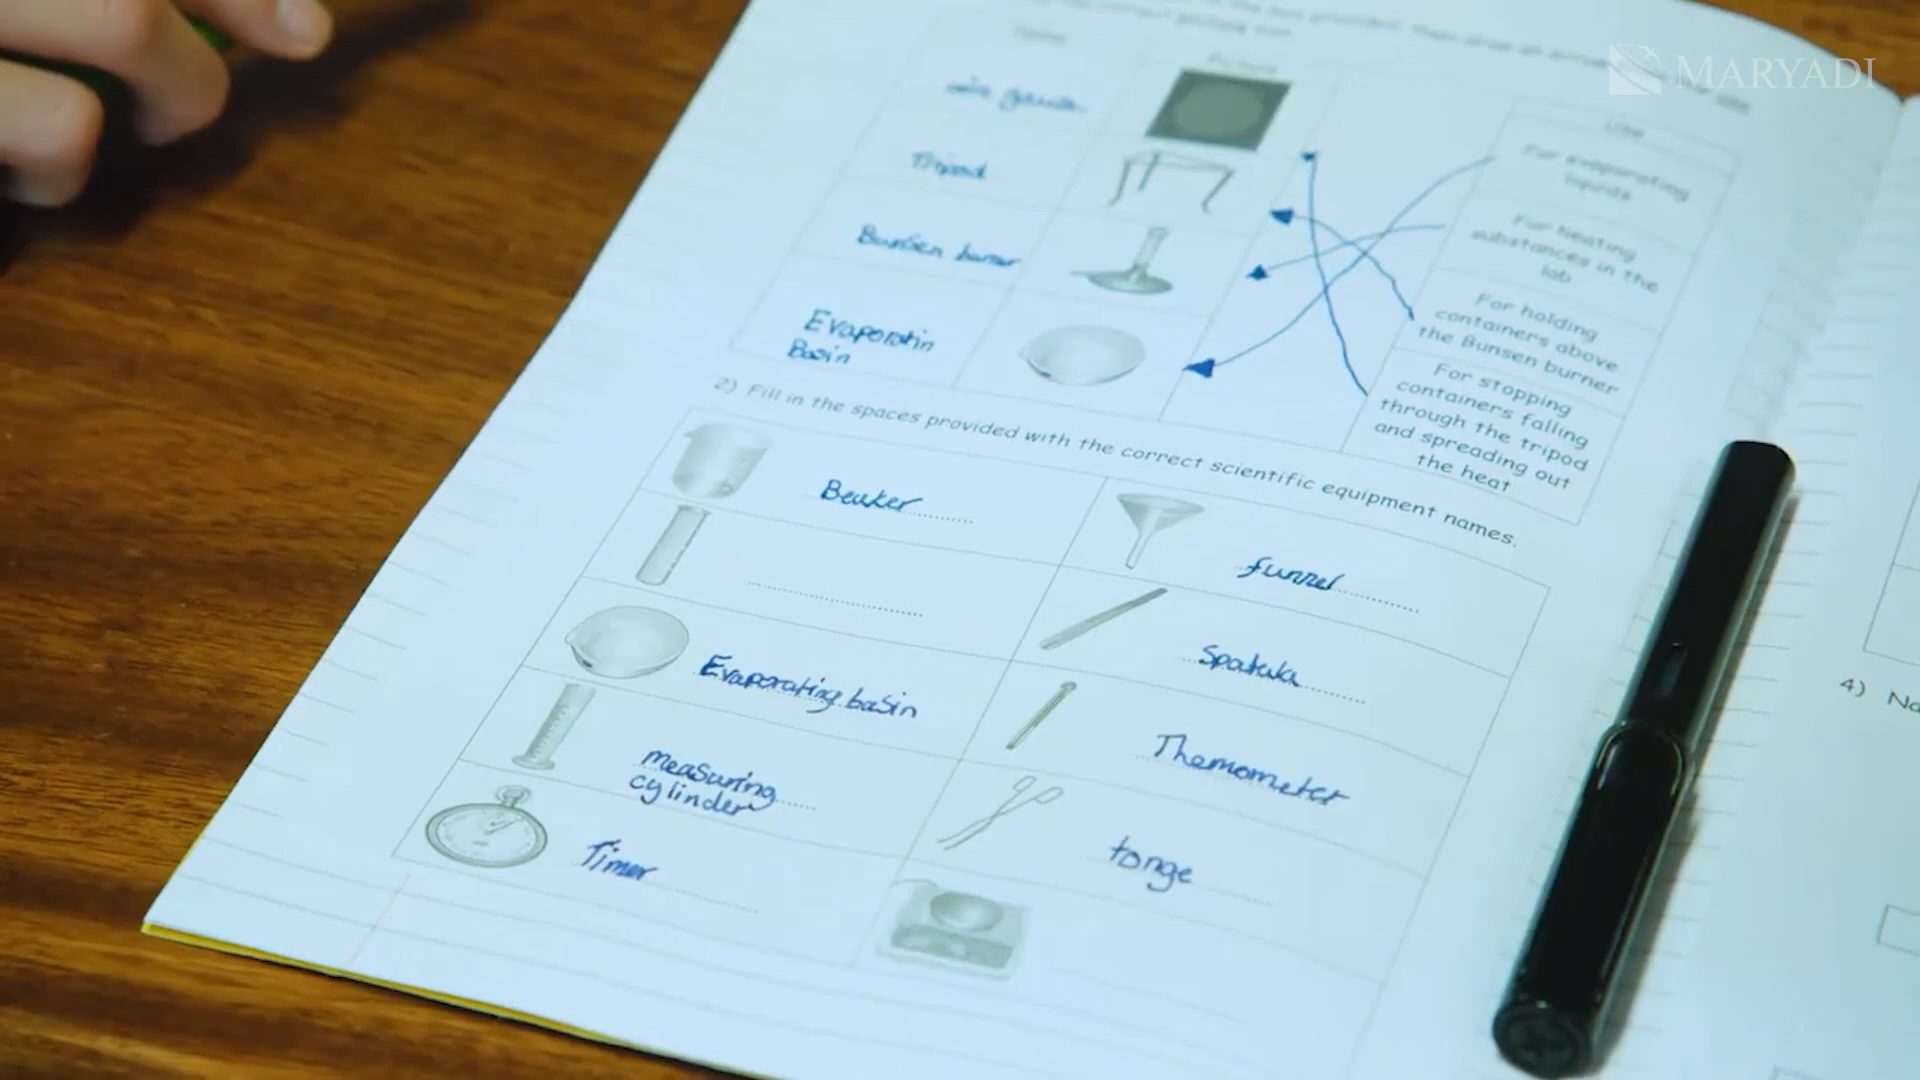 MARYADI
Use
Tripod
Bunsen burner
Evaporatin
Basin
For evaporating
liquids
For heating
substances in the
lab
For holding
containers above
the Bunsen burner
For stopping
containers falling
through the tripod
and spreading out
the heat
2) Fill in the spaces provided with the correct scientific equipment names.
Beaker
funnel
Spatula
Evaporating basin
Themometer
measuring
cylinder
tonge
Timer
4) No